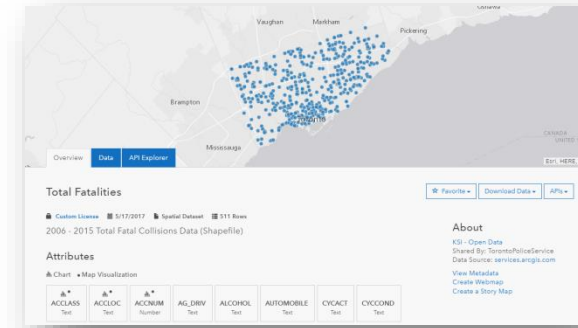 Vaughan
Markham
Pickering
Brampton
Mississauga
Esri, HERE,
Overview
Data
API Explorer
Total Fatalities
Favorite
Download Data
APIs
Custom License 5/17/2017 Spatial Dataset 511 Rows
2006 - 2015 Total Fatal Collisions Data (Shapefile)
About
KSI - Open Data
Shared By: TorontoPoliceService
Data Source: services.arcgis.com
View Metadata
Create Webmap
Create a Story Map
Attributes
Chart • Map Visualization
ACCLASS
Text
ACCLOC
Text
ACCNUM
Number
AG_DRIV
Text
ALCOHOL
Text
AUTOMOBILE
Text
CYCACT
Text
CYCCOND
Text